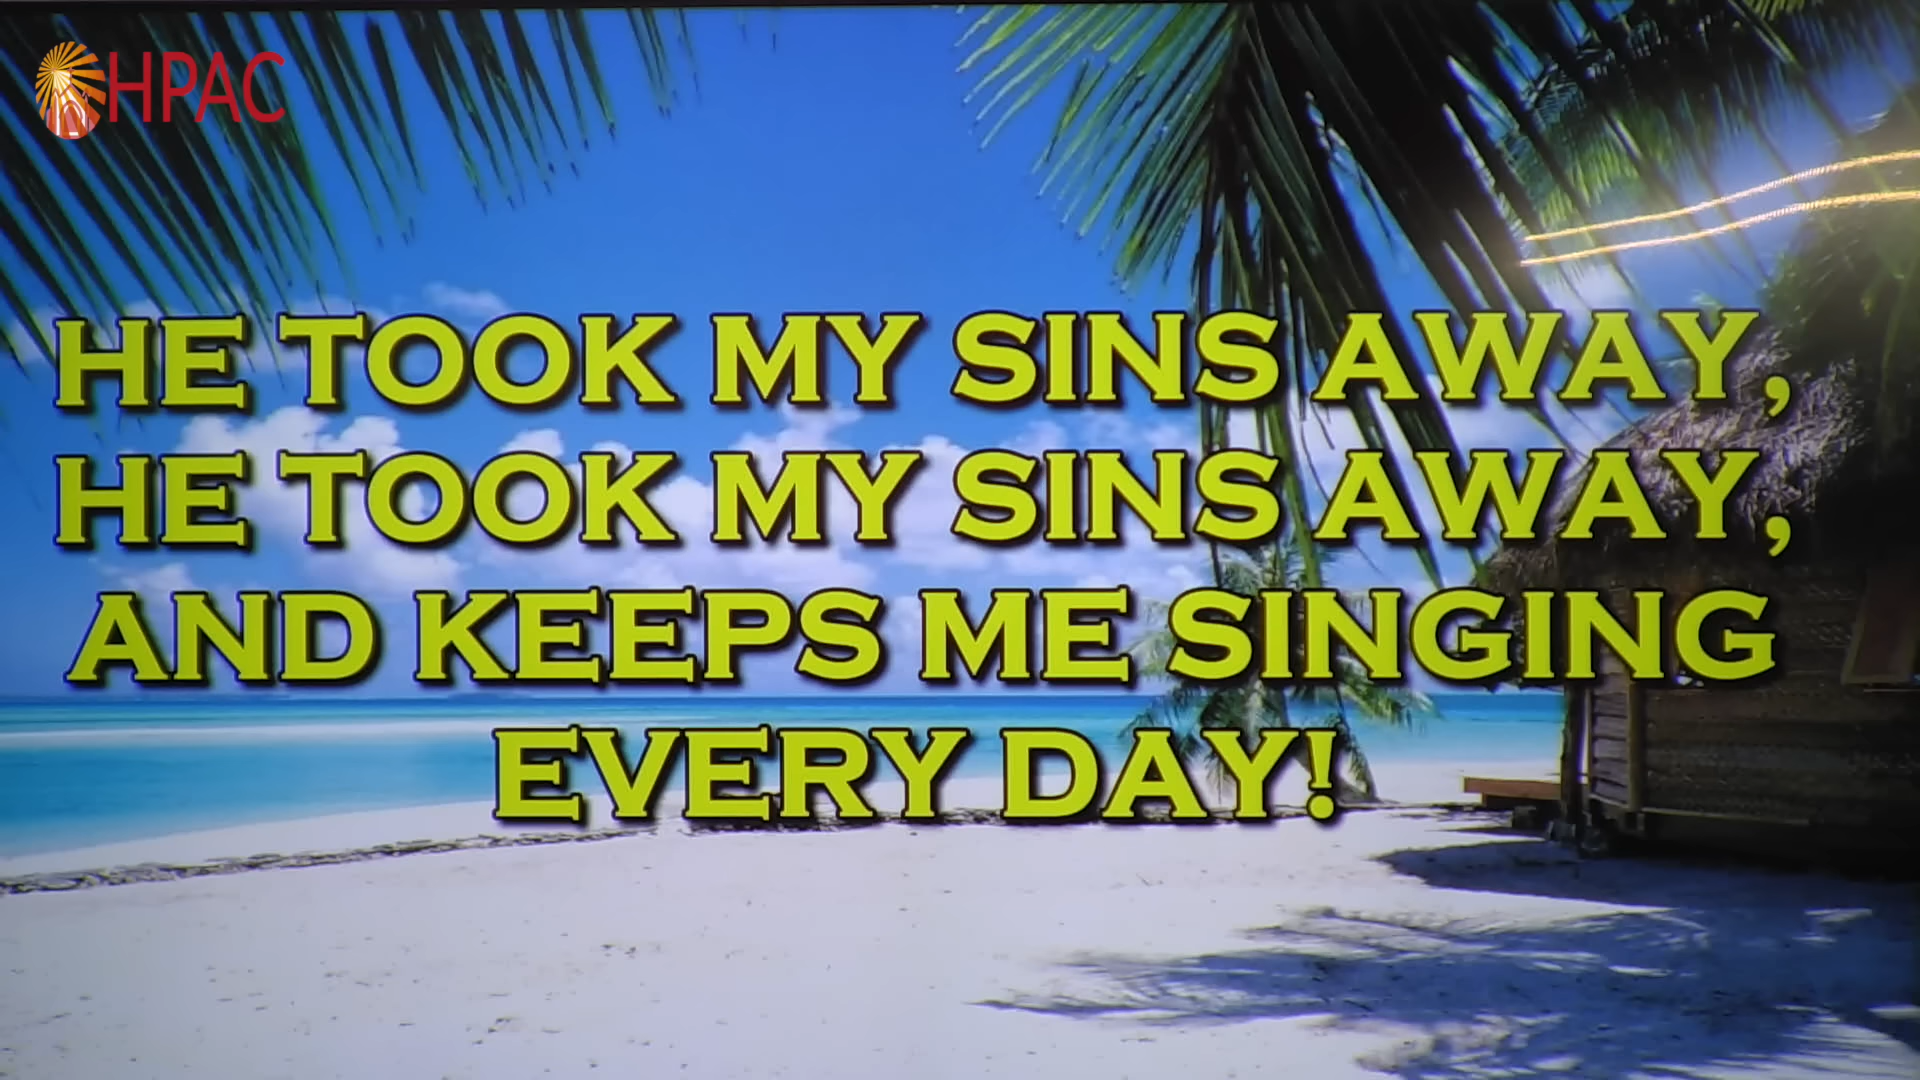 HPAC
HE TOOK MY SINS AWAY,
HE TOOK MY SINS AWAY,
AND KEEPS ME SINGING
EVERY DAY!